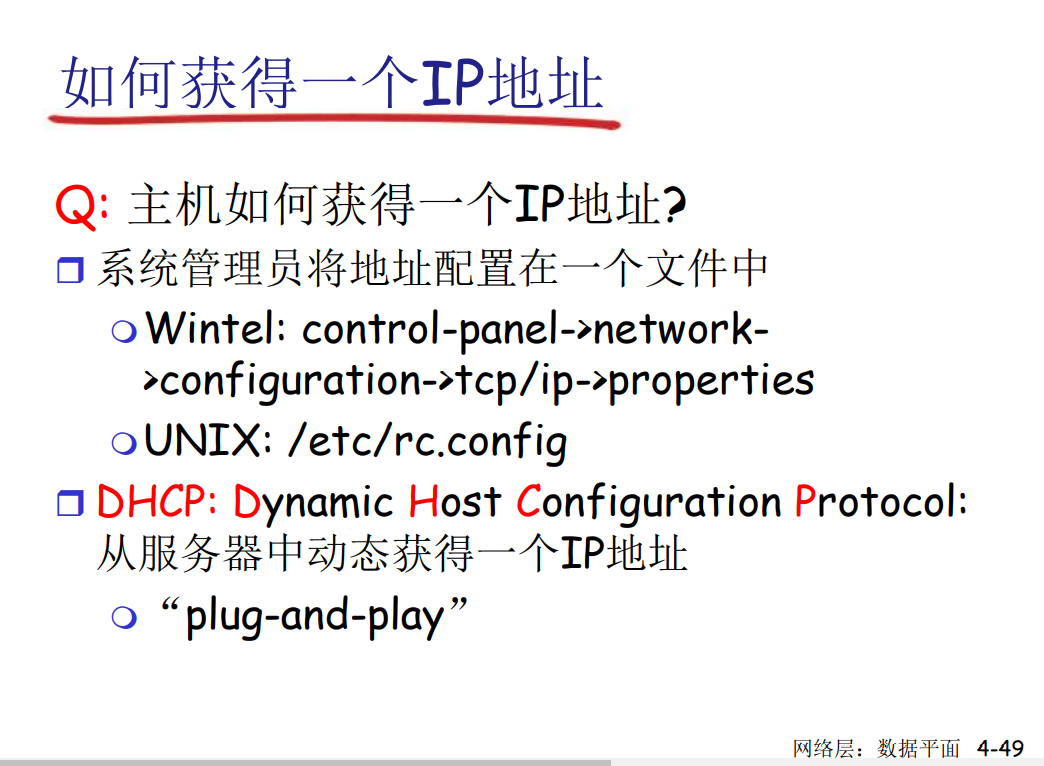 如何获得一个IP地址
Q: 主机如何获得一个IP地址?
系统管理员将地址配置在一个文件中
Wintel: control-panel->network-
>configuration->tcp/ip->properties
UNIX: /etc/rc.config
DHCP: Dynamic Host Configuration Protocol:
从服务器中动态获得一个IP地址
“plug-and-play”
网络层：数据平面 4-49